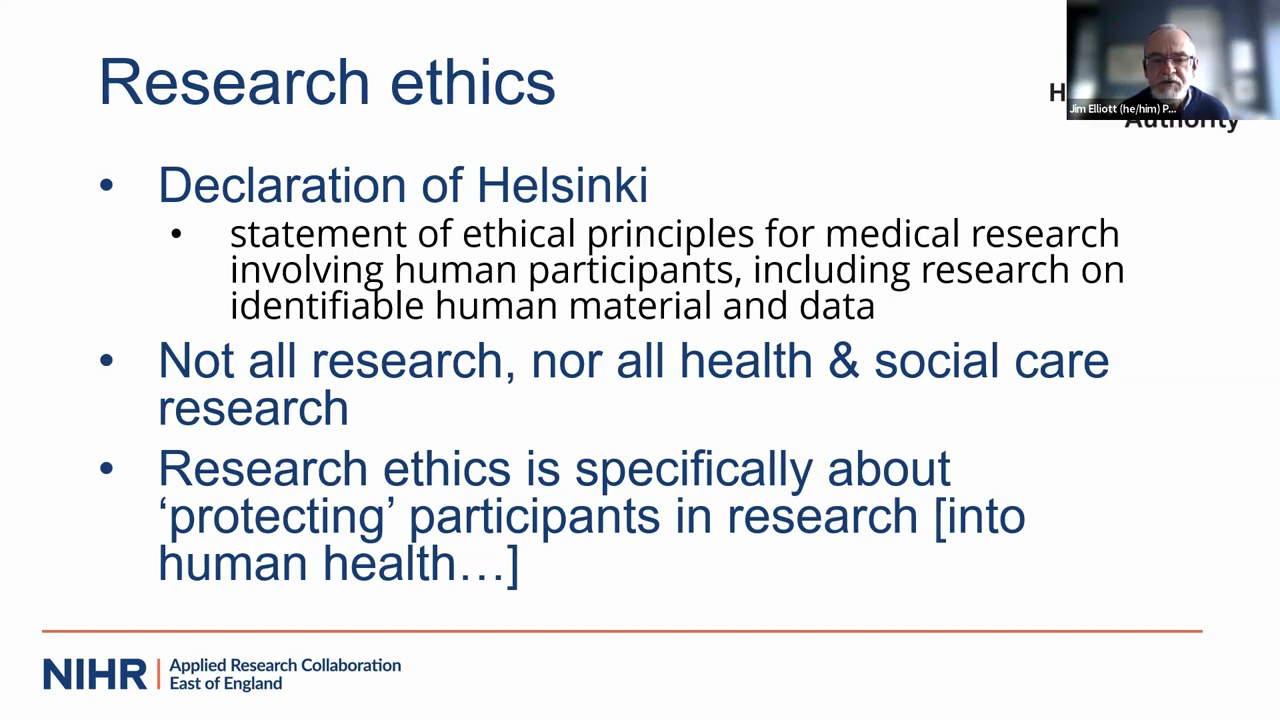 Research ethics
H
Authority
Jim Elliott (he/him) P...
• Declaration of Helsinki
• statement of ethical principles for medical research
involving human participants, including research on
identifiable human material and data
• Not all research, nor all health & social care
research
• Research ethics is specifically about
‘protecting’ participants in research [into
human health…]
NIHR | Applied Research Collaboration
East of England